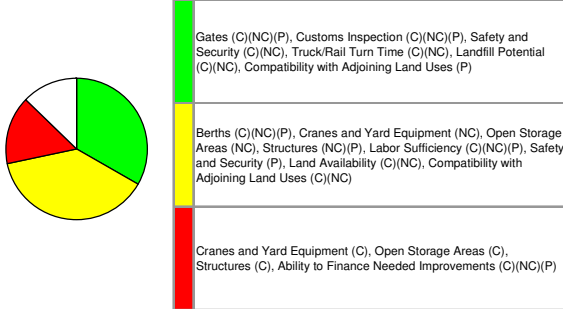 Gates (C)(NC)(P), Customs Inspection (C)(NC)(P), Safety and
Security (C)(NC), Truck/Rail Turn Time (C)(NC), Landfill Potential
(C)(NC), Compatibility with Adjoining Land Uses (P)
Berths (C)(NC)(P), Cranes and Yard Equipment (NC), Open Storage
Areas (NC), Structures (NC)(P), Labor Sufficiency (C)(NC)(P), Safety
and Security (P), Land Availability (C)(NC), Compatibility with
Adjoining Land Uses (C)(NC)
Cranes and Yard Equipment (C), Open Storage Areas (C),
Structures (C), Ability to Finance Needed Improvements (C)(NC)(P)